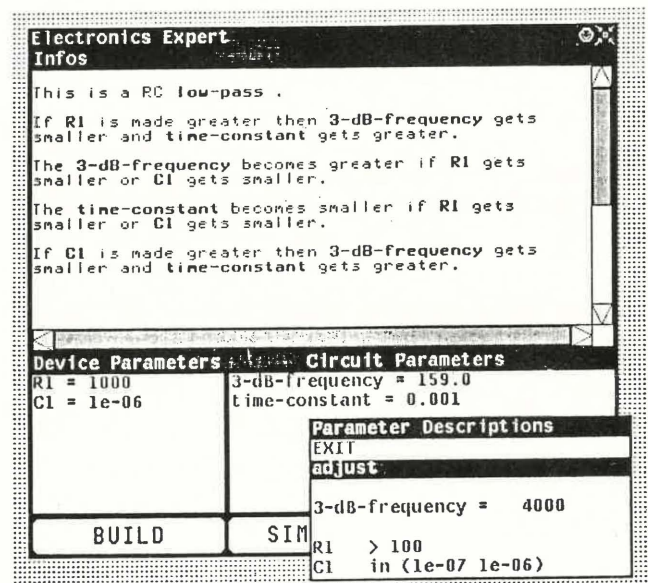 Electronics Expert
Infos
This is a RC low-pass .
If R1 is made greater then 3-dB-frequency gets
smaller and time-constant gets greater.
The 3-dB-frequency becomes greater if R1 gets
smaller or C1 gets smaller.
The time-constant becomes smaller if R1 gets
smaller or C1 gets smaller.
If C1 is made greater then 3-dB-frequency gets
smaller and time-constant gets greater.
Device Parameters
Circuit Parameters
R1 = 1000
C1 = 1e-06
3-dB-frequency = 159.0
time-constant = 0.001
Parameter Descriptions
EXIT
adjust
3-dB-frequency = 4000
R1 > 100
C1 in (1e-07 1e-06)
BUILD
SIM